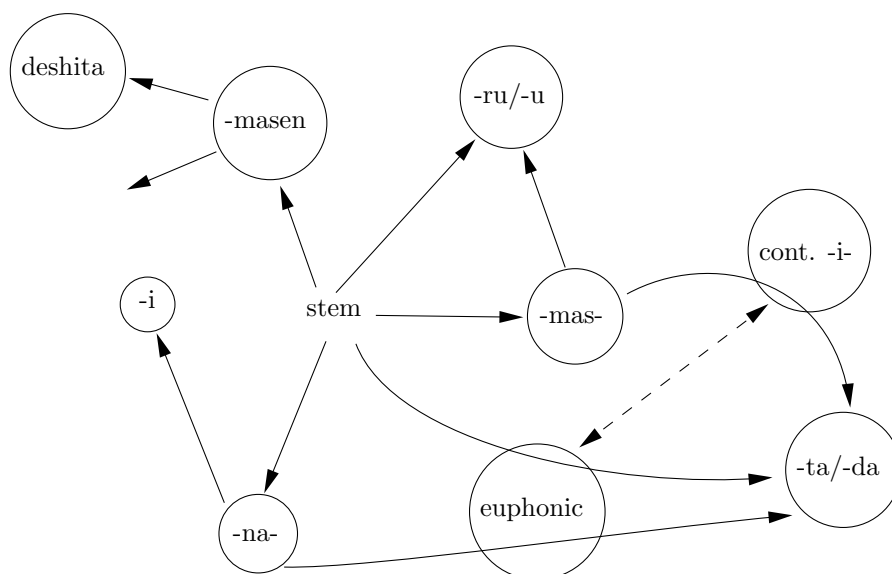 deshita
-masen
-ru/-u
cont. -i-
-i
stem
-mas-
-ta/-da
euphonic
-na-